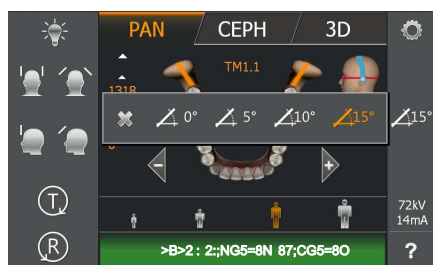 PAN CEPH 3D
TM1.1
1318
0° 5° 10° 15° 15°
T
72kV
14mA
R
>B>2 : 2:;NG5=8N 87;CG5=8O
?